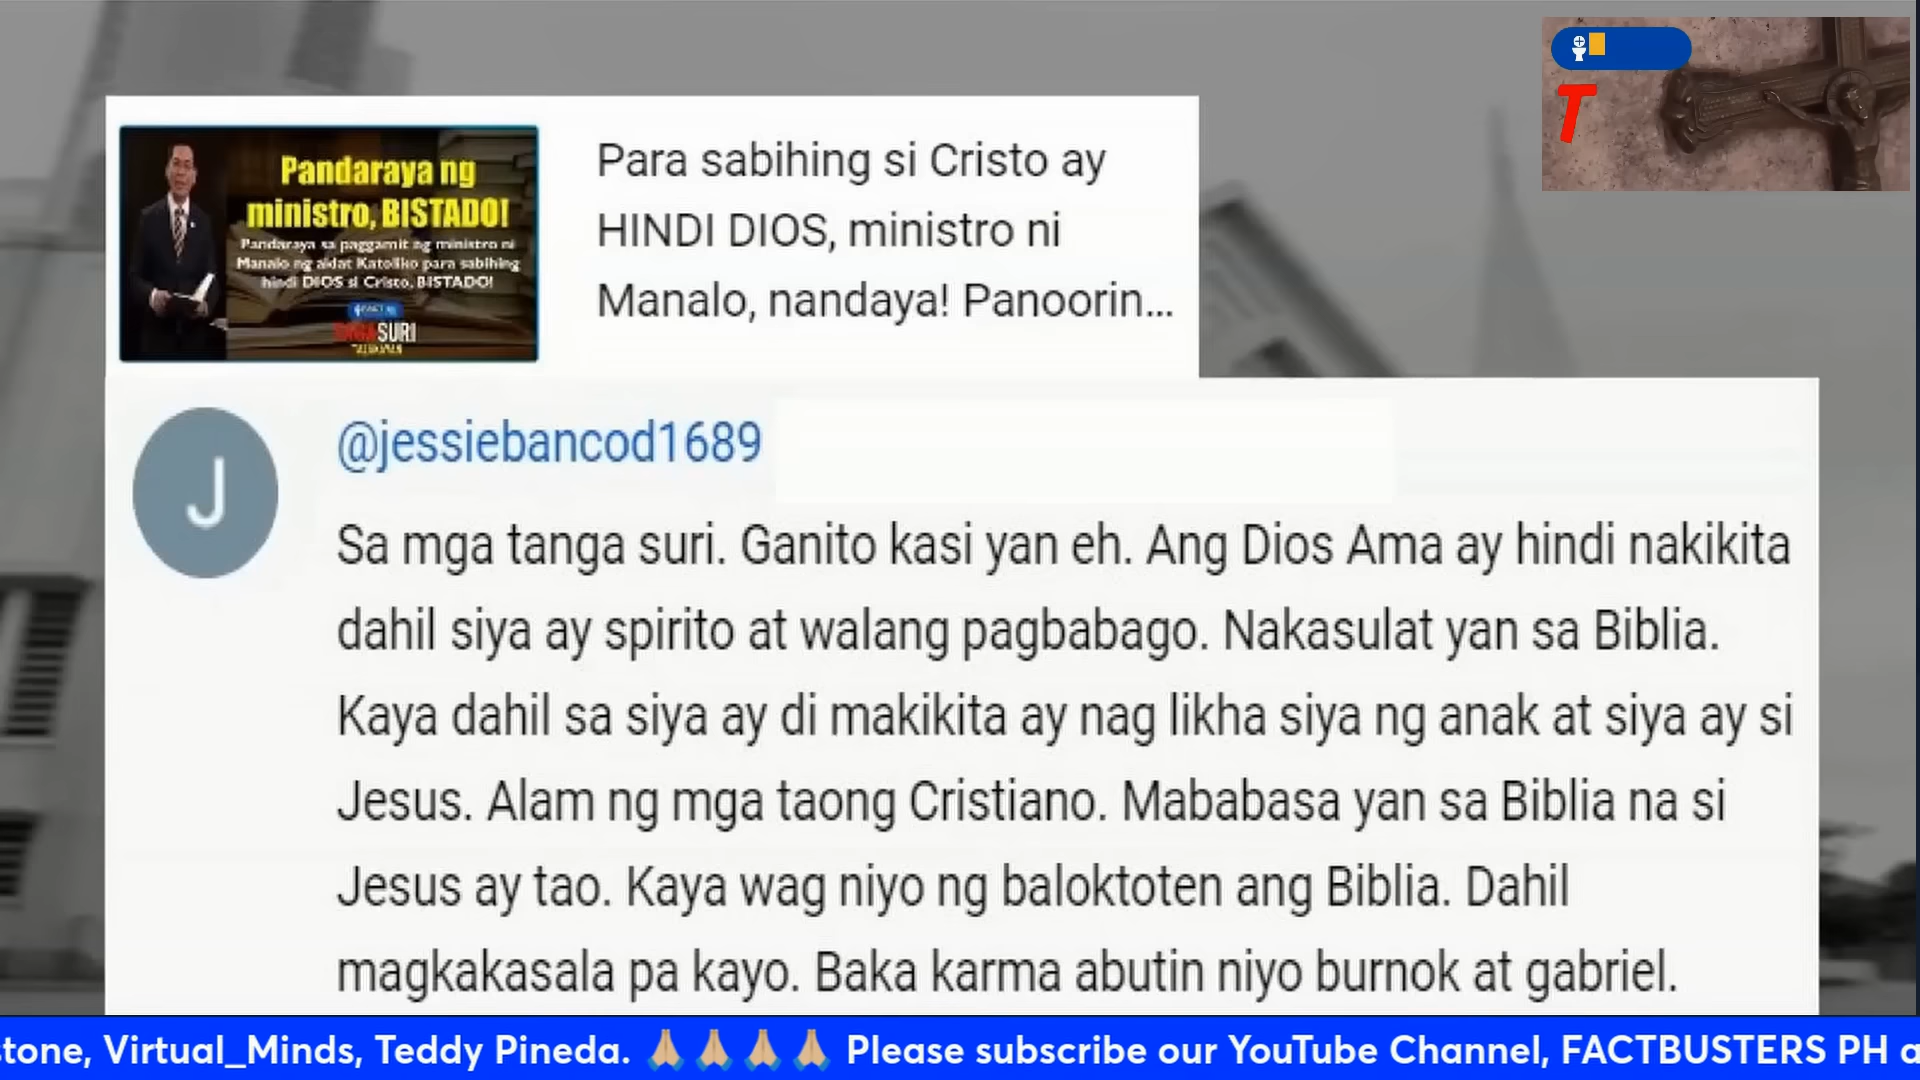 Pandaraya ng
ministro, BISTADO!
Pandaraya sa paggamit ng ministro ni
Manalo ng aklat Katoliko para sabihing
hindi DIOS si Cristo, BISTADO!
SURI
Para sabihing si Cristo ay
HINDI DIOS, ministro ni
Manalo, nandaya! Panoorin...
T
J
@jessiebancod1689
Sa mga tanga suri. Ganito kasi yan eh. Ang Dios Ama ay hindi nakikita
dahil siya ay spirito at walang pagbabago. Nakasulat yan sa Biblia.
Kaya dahil sa siya ay di makikita ay nag likha siya ng anak at siya ay si
Jesus. Alam ng mga taong Cristiano. Mababasa yan sa Biblia na si
Jesus ay tao. Kaya wag niyo ng baloktoten ang Biblia. Dahil
magkakasala pa kayo. Baka karma abutin niyo burnok at gabriel.
stone, Virtual_Minds, Teddy Pineda. 🙏🙏🙏🙏 Please subscribe our YouTube Channel, FACTBUSTERS PH a